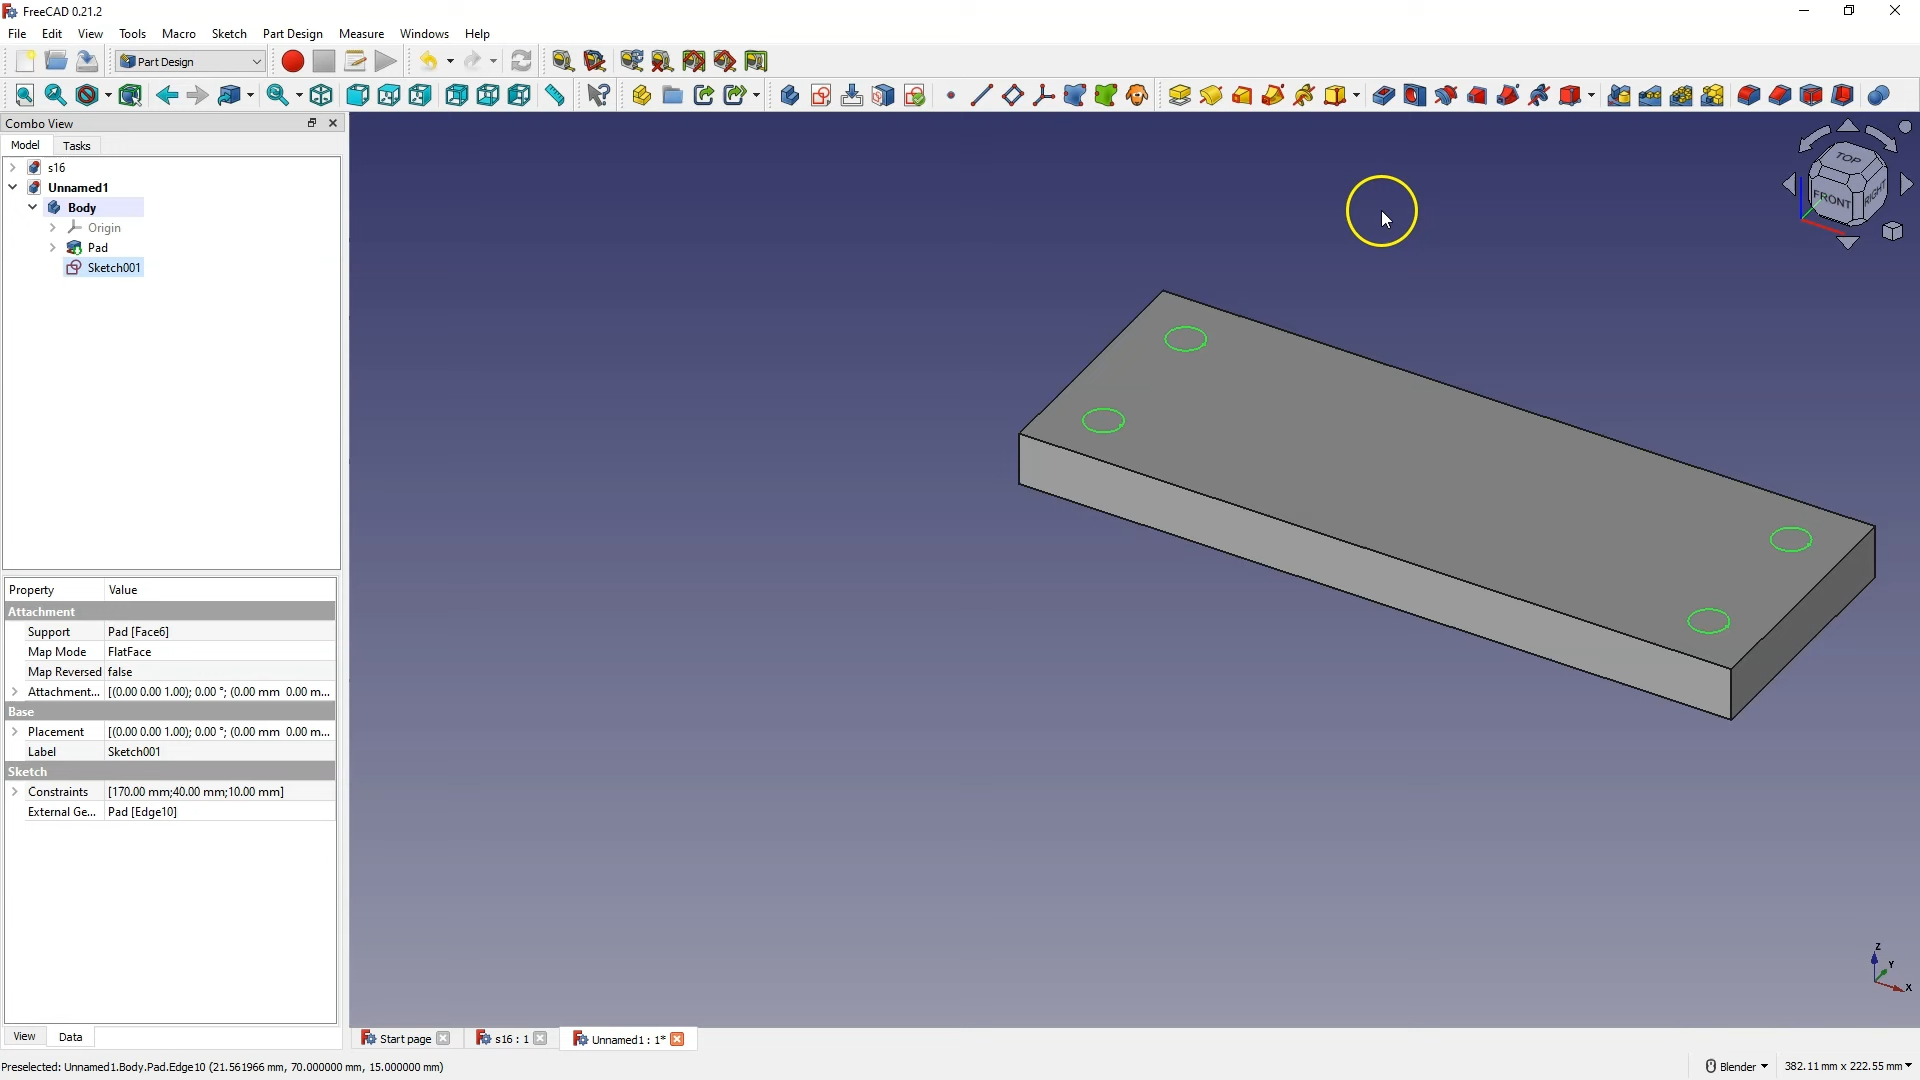 FreeCAD 0.21.2
File Edit View Tools Macro Sketch Part Design Measure Windows Help
Part Design
Combo View
Model Tasks
s16
Unnamed1
Body
Origin
Pad
Sketch001
TOP
FRONT
RIGHT
Property Value
Attachment
Support Pad [Face6]
Map Mode FlatFace
Map Reversed false
Attachment... [(0.00 0.00 1.00); 0.00 °; (0.00 mm 0.00 m...
Base
Placement [(0.00 0.00 1.00); 0.00 °; (0.00 mm 0.00 m...
Label Sketch001
Sketch
Constraints [170.00 mm;40.00 mm;10.00 mm]
External Ge... Pad [Edge10]
Z
Y
X
View Data
Start page s16 : 1 Unnamed1 : 1*
Preselected: Unnamed1.Body.Pad.Edge10 (21.561966 mm, 70.000000 mm, 15.000000 mm)
Blender 382.11 mm x 222.55 mm